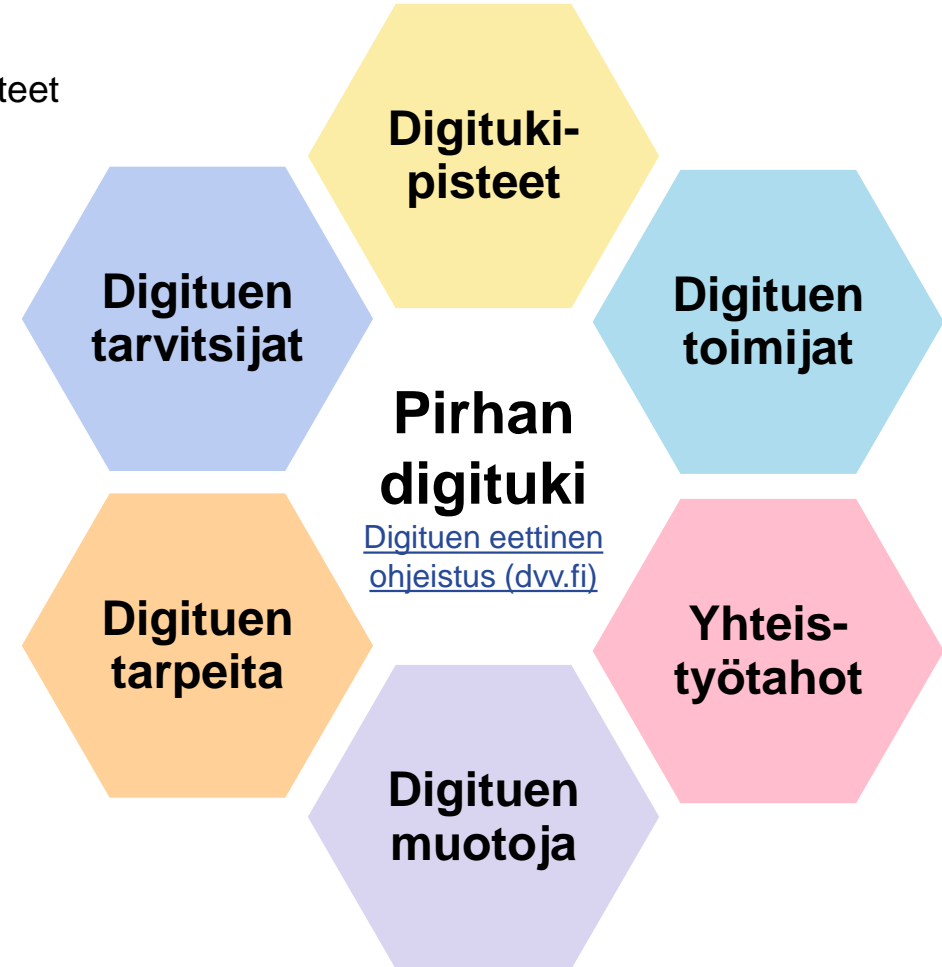 teet
Digituki-
pisteet
Digituen
tarvitsijat
Digituen
toimijat
Pirhan
digituki
Digituen eettinen
ohjeistus (dvv.fi)
Digituen
tarpeita
Yhteis-
työtahot
Digituen
muotoja